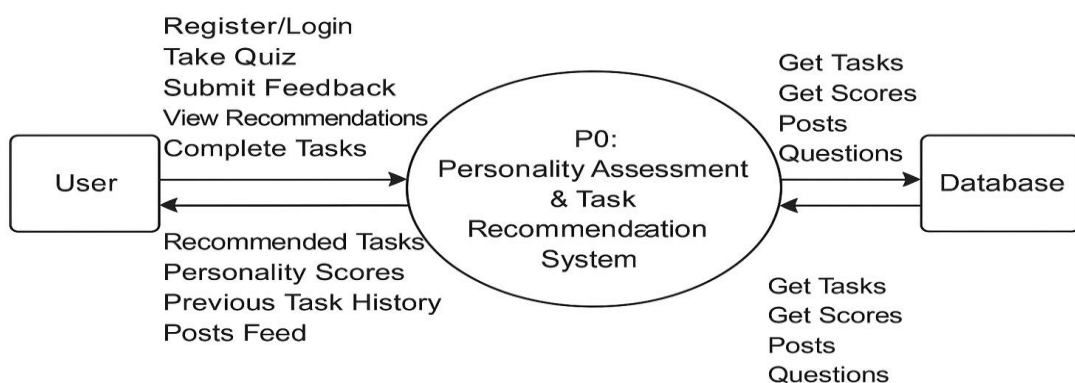 Register/Login
Take Quiz
Submit Feedback
View Recommendations
Complete Tasks
User
Recommended Tasks
Personality Scores
Previous Task History
Posts Feed
P0:
Personality Assessment
& Task
Recommendzation
System
Get Tasks
Get Scores
Posts
Questions
Database
Get Tasks
Get Scores
Posts
Questions